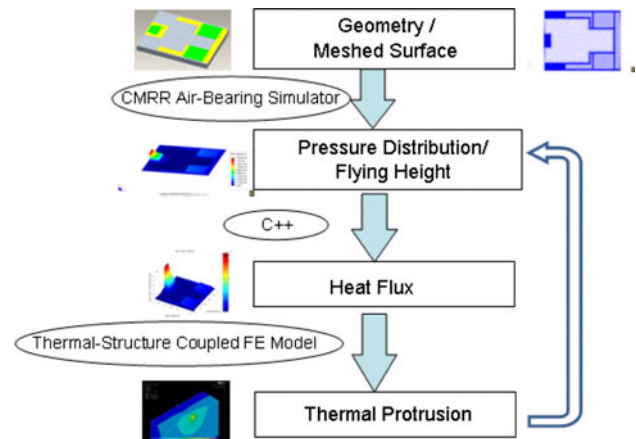 Geometry /
Meshed Surface
CMRR Air-Bearing Simulator
Pressure Distribution/
Flying Height
C++
Heat Flux
Thermal-Structure Coupled FE Model
Thermal Protrusion